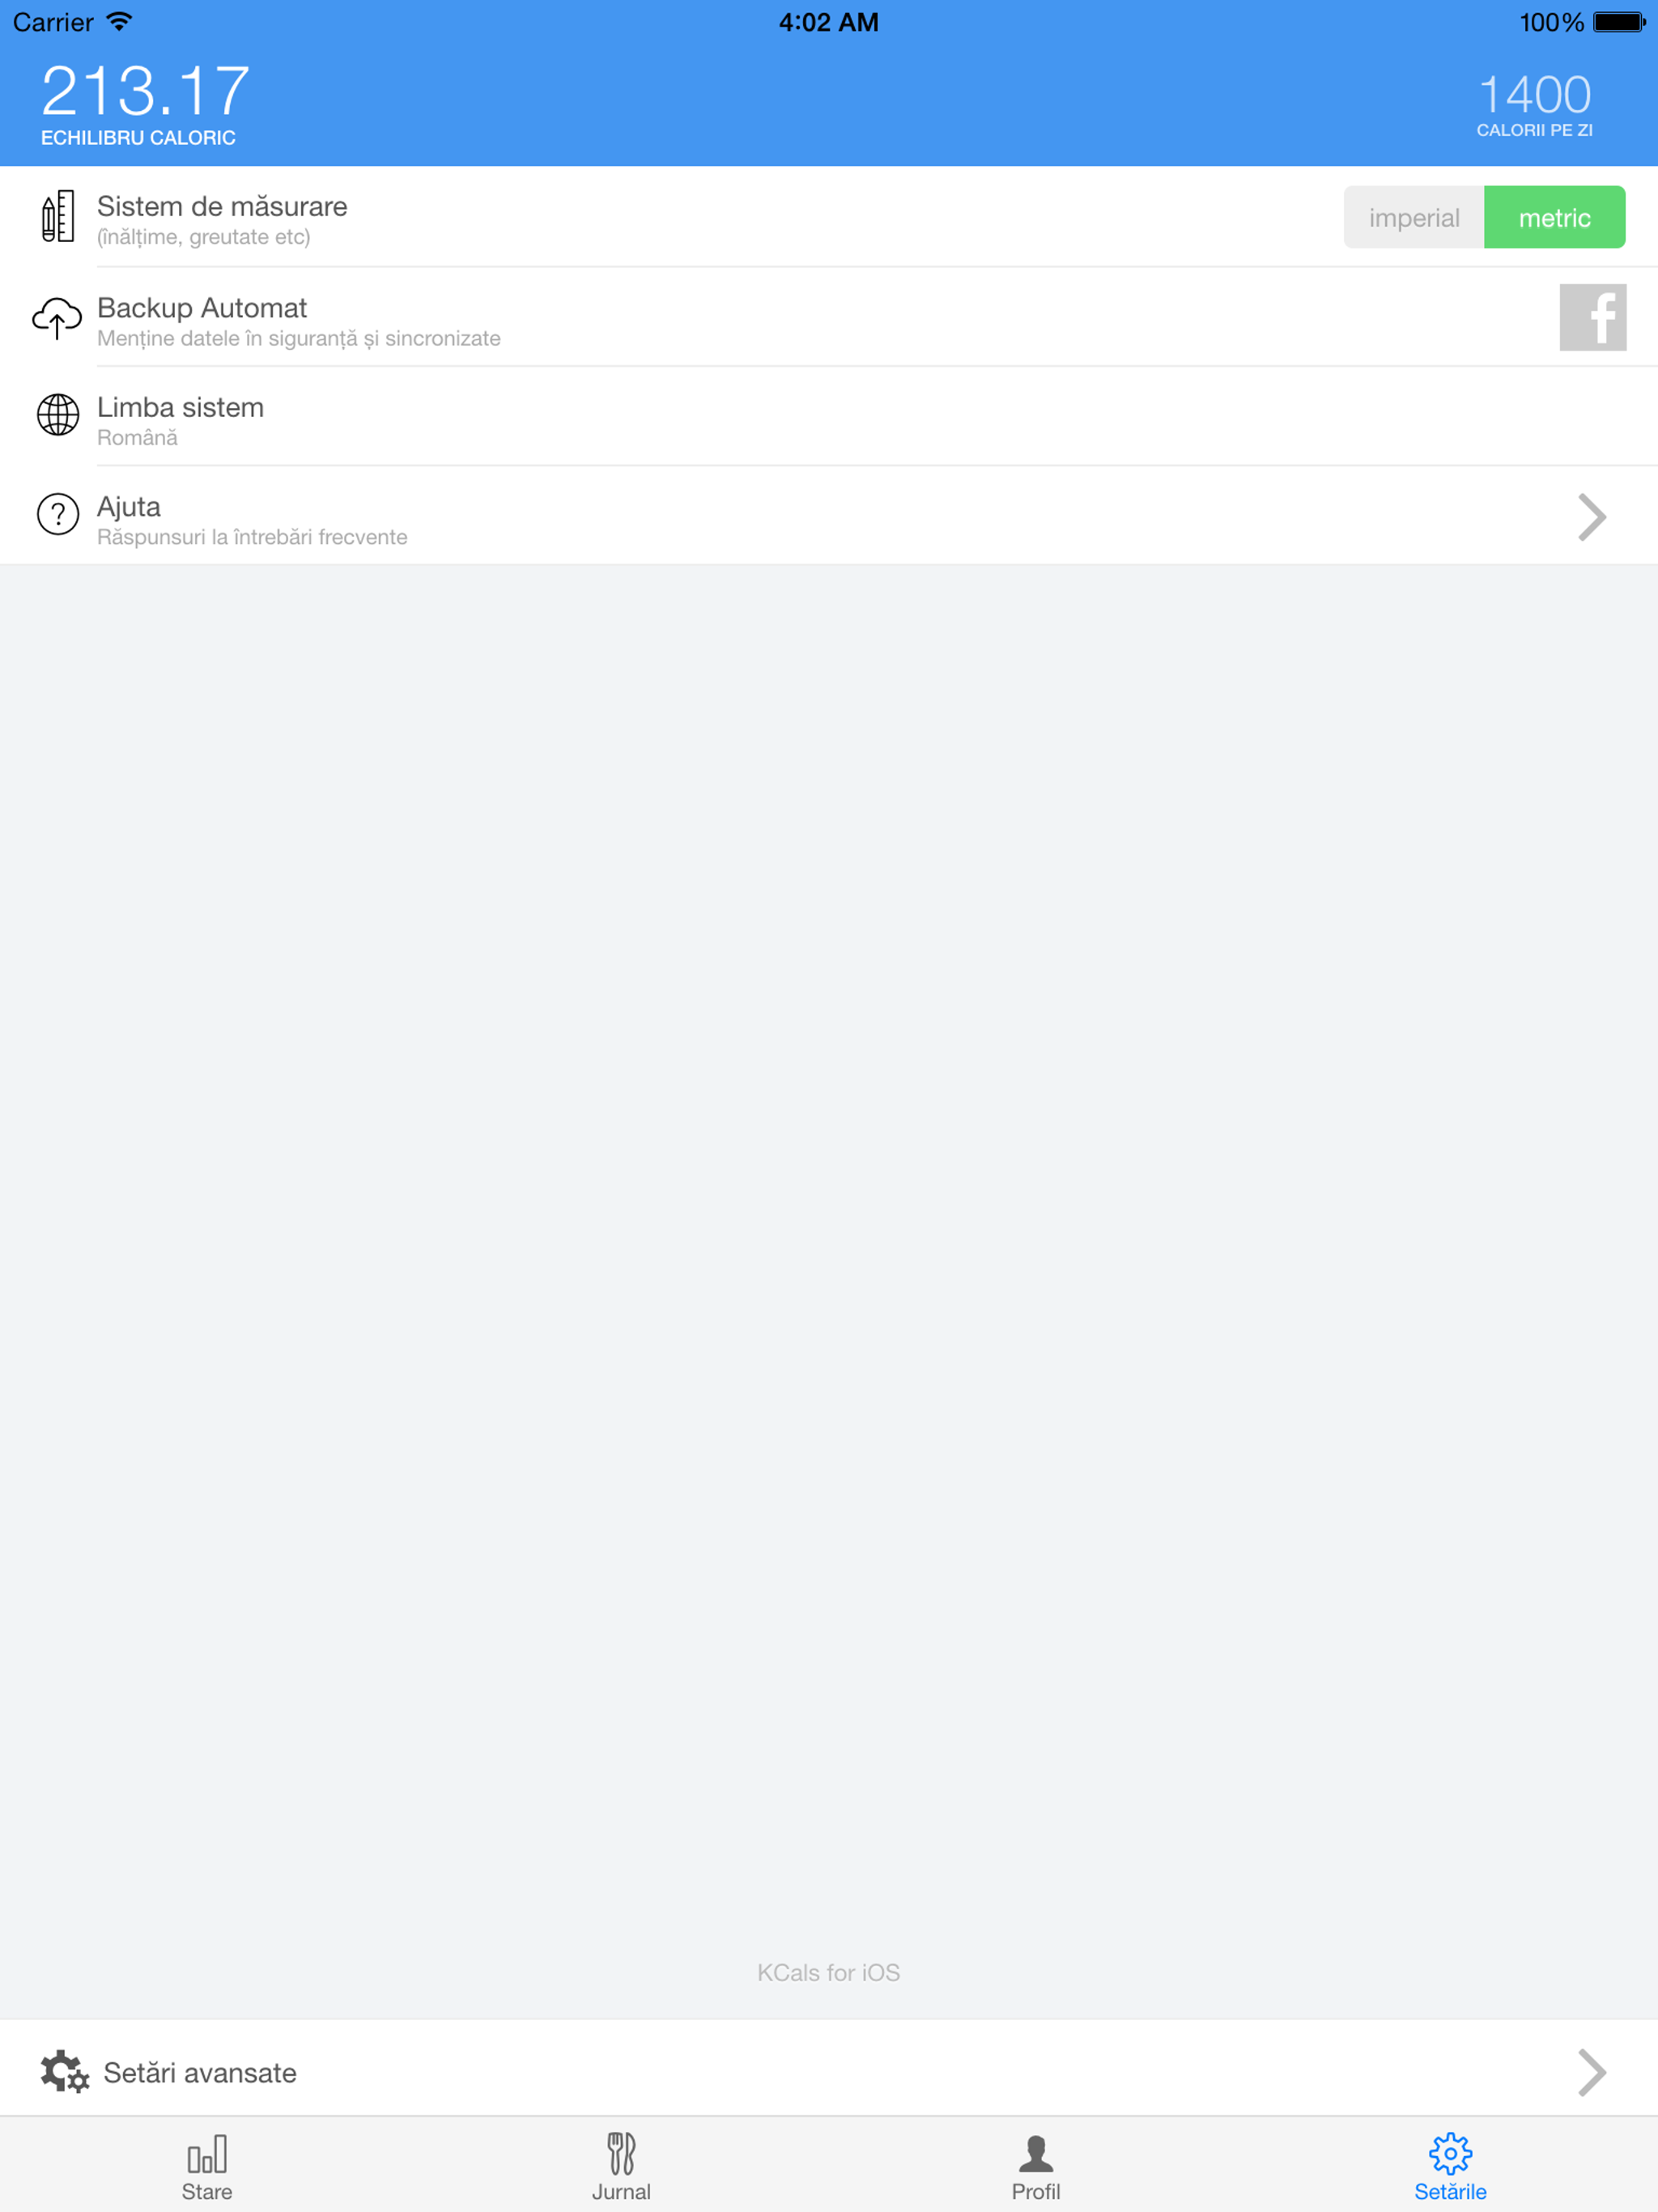 Carrier
4:02 AM
100%
213.17
ECHILIBRU CALORIC
1400
CALORII PE ZI
Sistem de măsurare
(înălțime, greutate etc)
imperial
metric
Backup Automat
Menține datele în siguranță și sincronizate
f
Limba sistem
Română
?
Ajuta
Răspunsuri la întrebări frecvente
KCals for iOS
Setări avansate
Stare
Jurnal
Profil
Setările